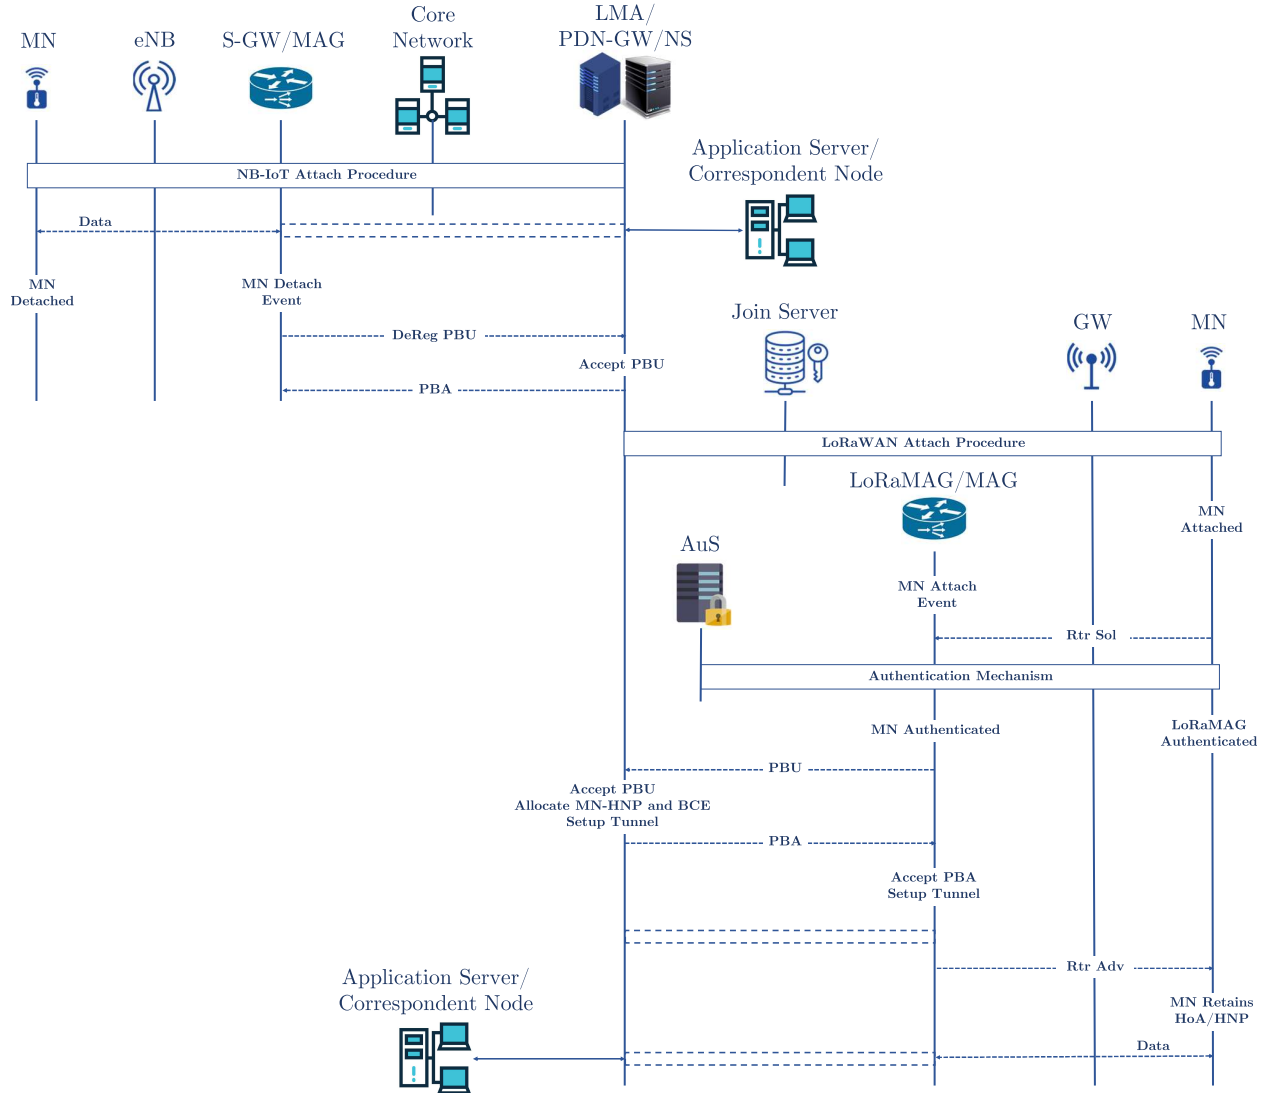 Core
Network
LMA/
PDN-GW/NS
MN
eNB
S-GW/MAG
Application Server/
Correspondent Node
NB-IoT Attach Procedure
Data
MN
Detached
MN Detach
Event
DeReg PBU
Accept PBU
PBA
Join Server
GW
MN
LoRaWAN Attach Procedure
LoRaMAG/MAG
MN
Attached
AuS
MN Attach
Event
Rtr Sol
Authentication Mechanism
MN Authenticated
LoRaMAG
Authenticated
PBU
Accept PBU
Allocate MN-HNP and BCE
Setup Tunnel
PBA
Accept PBA
Setup Tunnel
Rtr Adv
Application Server/
Correspondent Node
MN Retains
HoA/HNP
Data